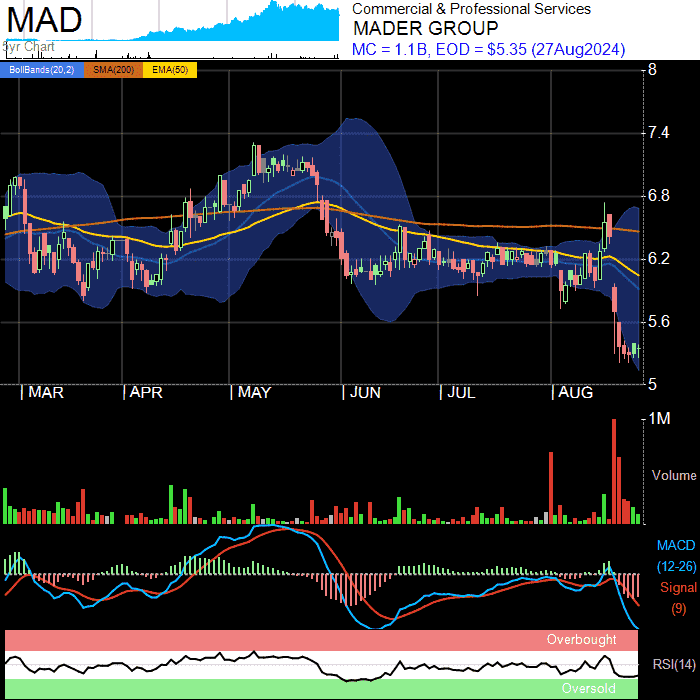 MAD
5yr Chart
Commercial & Professional Services
MADER GROUP
MC = 1.1B, EOD = $5.35 (27Aug2024)
BollBands(20,2) SMA(200) EMA(50)
8
7.4
6.8
6.2
5.6
5
| MAR | APR | MAY | JUN | JUL | AUG
1M
Volume
MACD
(12-26)
Signal
(9)
Overbought
RSI(14)
Oversold